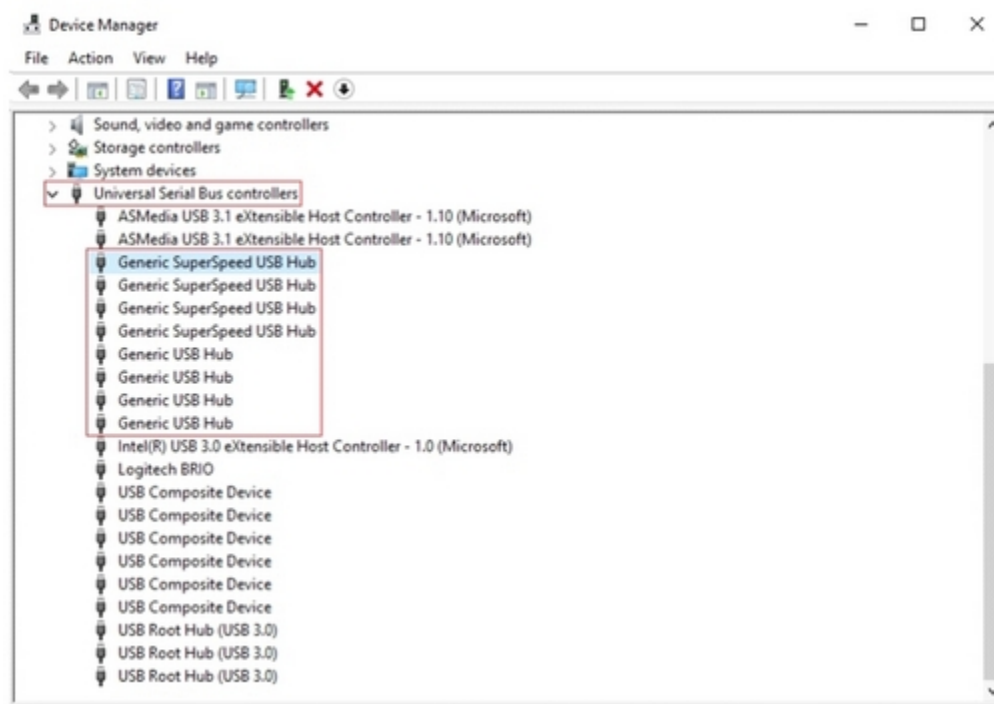 Device Manager
File Action View Help
Sound, video and game controllers
Storage controllers
System devices
Universal Serial Bus controllers
ASMedia USB 3.1 eXtensible Host Controller - 1.10 (Microsoft)
ASMedia USB 3.1 eXtensible Host Controller - 1.10 (Microsoft)
Generic SuperSpeed USB Hub
Generic SuperSpeed USB Hub
Generic SuperSpeed USB Hub
Generic SuperSpeed USB Hub
Generic USB Hub
Generic USB Hub
Generic USB Hub
Generic USB Hub
Intel(R) USB 3.0 eXtensible Host Controller - 1.0 (Microsoft)
Logitech BRIO
USB Composite Device
USB Composite Device
USB Composite Device
USB Composite Device
USB Composite Device
USB Composite Device
USB Root Hub (USB 3.0)
USB Root Hub (USB 3.0)
USB Root Hub (USB 3.0)